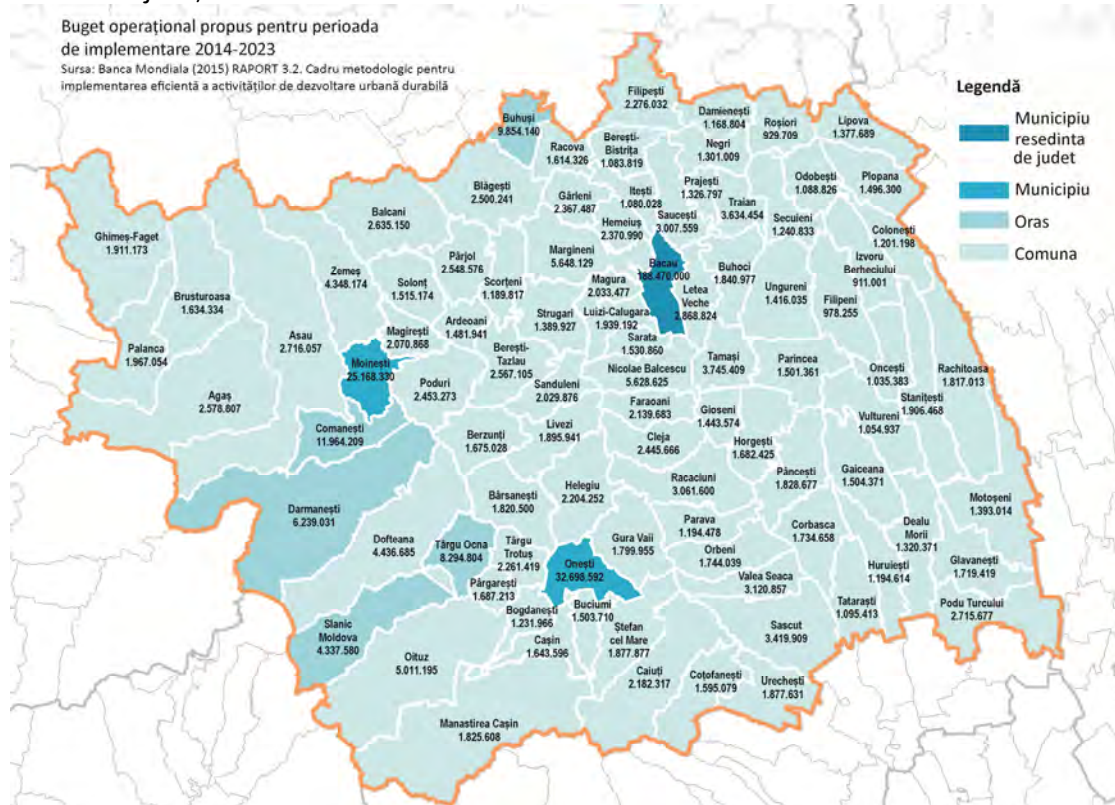 Buget operațional propus pentru perioada
de implementare 2014-2023
Sursa: Banca Mondiala (2015) RAPORT 3.2. Cadru metodologic pentru
implementarea eficientă a activităților de dezvoltare urbană durabilă
Legendă
Municipiu
resedinta
de judet
Municipiu
Oras
Comuna
Filipești
2.276.032
Damienești
1.168.804
Roșiori
929.709
Lipova
1.377.689
Buhuși
9.854.140
Racova
1.614.326
Berești-
Bistrița
1.083.819
Negri
1.301.009
Odobești
1.088.826
Plopana
1.496.300
Blăgești
2.500.241
Gârleni
2.367.487
Itești
1.080.028
Prajești
1.326.797
Traian
3.634.454
Secuieni
1.240.833
Colonești
1.201.198
Balcani
2.635.150
Hemeiuș
2.370.990
Saucești
3.007.559
Ghimeș-Faget
1.911.173
Pârjol
2.548.576
Margineni
5.648.129
Bacau
188.470.000
Buhoci
1.840.977
Izvoru
Berheciului
911.001
Zemeș
4.348.174
Solonț
1.515.174
Scorțeni
1.189.817
Magura
2.033.477
Letea
Veche
2.868.824
Ungureni
1.416.035
Filipeni
978.255
Brusturoasa
1.634.334
Asau
2.716.057
Magirești
2.070.868
Ardeoani
1.481.941
Strugari
1.389.927
Luizi-Calugara
1.939.192
Sarata
1.530.860
Palanca
1.967.054
Moinești
25.168.330
Berești-
Tazlau
2.567.105
Nicolae Balcescu
5.628.625
Tamași
3.745.409
Parincea
1.501.361
Oncești
1.035.383
Rachitoasa
1.817.013
Agaș
2.578.807
Poduri
2.453.273
Sanduleni
2.029.876
Faraoani
2.139.683
Gioseni
1.443.574
Stanițești
1.906.468
Comanești
11.964.209
Berzunți
1.675.028
Livezi
1.895.941
Cleja
2.445.666
Horgești
1.682.425
Vultureni
1.054.937
Darmanești
6.239.031
Bârsanești
1.820.500
Helegiu
2.204.252
Racaciuni
3.061.600
Pâncești
1.828.677
Gaiceana
1.504.371
Motoșeni
1.393.014
Dofteana
4.436.685
Târgu Ocna
8.294.804
Târgu
Trotuș
2.261.419
Gura Vaii
1.799.955
Parava
1.194.478
Corbasca
1.734.658
Dealu
Morii
1.320.371
Orbeni
1.744.039
Onești
32.698.592
Glavanești
1.719.419
Pârgarești
1.687.213
Valea Seaca
3.120.857
Huruiești
1.194.614
Bogdanești
1.231.966
Buciumi
1.503.710
Tatarăști
1.095.413
Podu Turcului
2.715.677
Slanic
Moldova
4.337.580
Ștefan
cel Mare
1.877.877
Sascut
3.419.909
Oituz
5.011.195
Cașin
1.643.596
Caiuți
2.182.317
Coțofanești
1.595.079
Urechești
1.877.631
Manastirea Cașin
1.825.608